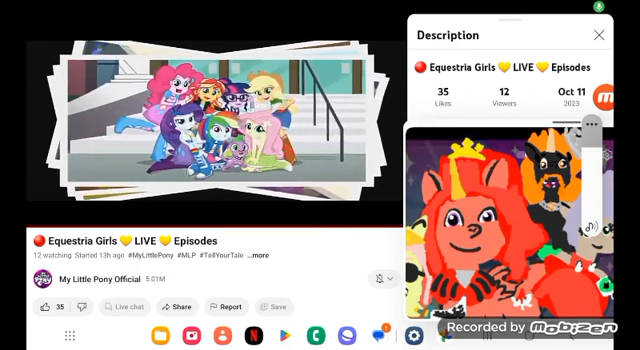 Description
🔴 Equestria Girls 💛 LIVE 💛 Episodes
35
12
Oct 11
Likes
Viewers
2023
🔴 Equestria Girls 💛 LIVE 💛 Episodes
12 watching Started 13h ago #MyLittlePony #MLP #TellYourTale ...more
My Little Pony Official 5.01M
35
Live chat
Share
Report
Save
Recorded by Mobizen